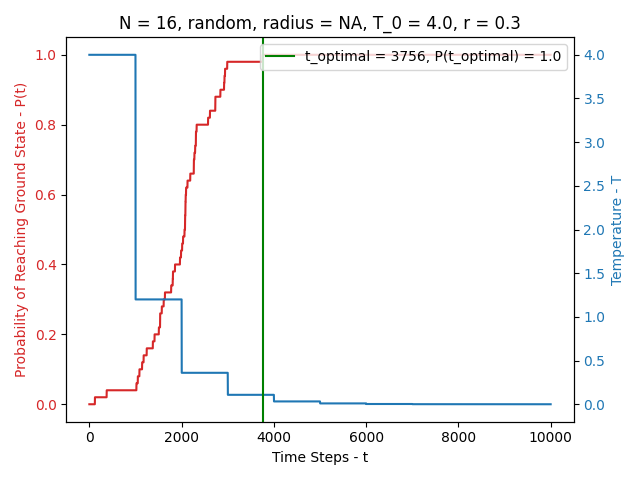 N = 16, random, radius = NA, T_0 = 4.0, r = 0.3
t_optimal = 3756, P(t_optimal) = 1.0
Probability of Reaching Ground State - P(t)
1.0
0.8
0.6
0.4
0.2
0.0
4.0
3.5
3.0
2.5
2.0
1.5
1.0
0.5
0.0
Temperature - T
0 2000 4000 6000 8000 10000
Time Steps - t